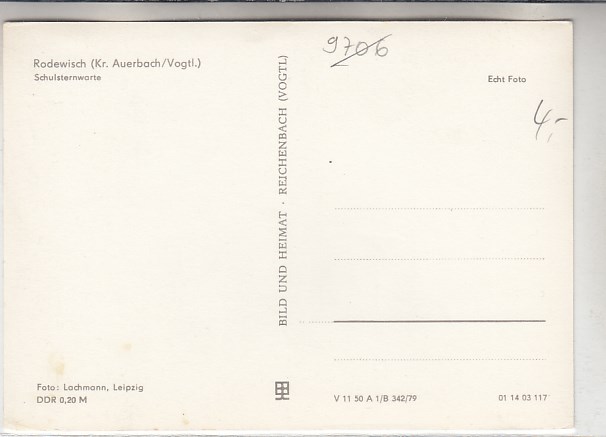 Rodewisch (Kr. Auerbach/Vogtl.)
Schulsternwarte
9706
Echt Foto
4,-
BILD UND HEIMAT · REICHENBACH (VOGTL)
Foto: Lachmann, Leipzig
DDR 0,20 M
V 11 50 A 1/B 342/79
01 14 03 117